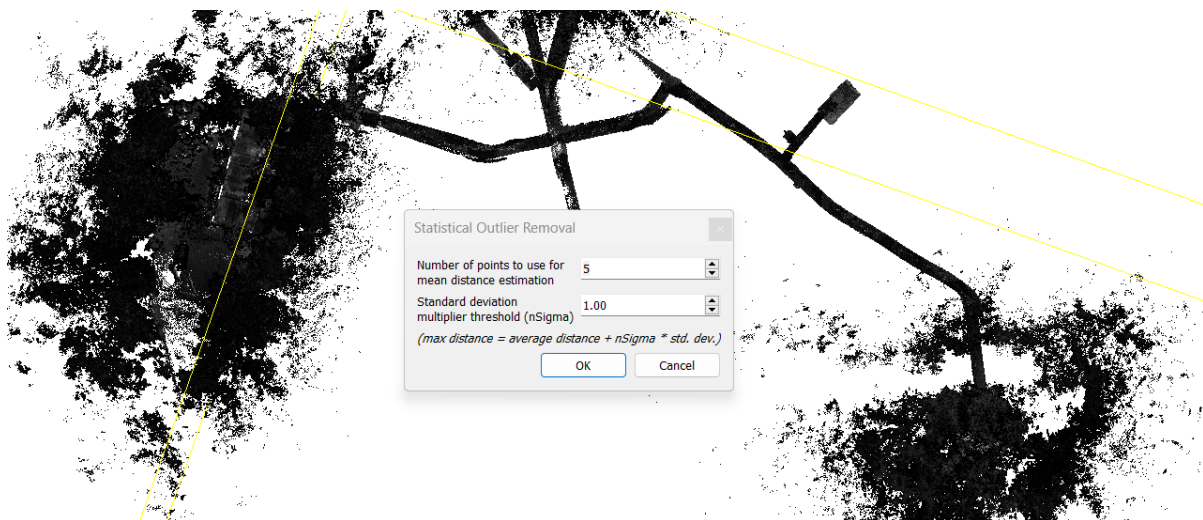 Statistical Outlier Removal
Number of points to use for
mean distance estimation
5
Standard deviation
multiplier threshold (nSigma)
1.00
(max distance = average distance + nSigma * std. dev.)
OK
Cancel